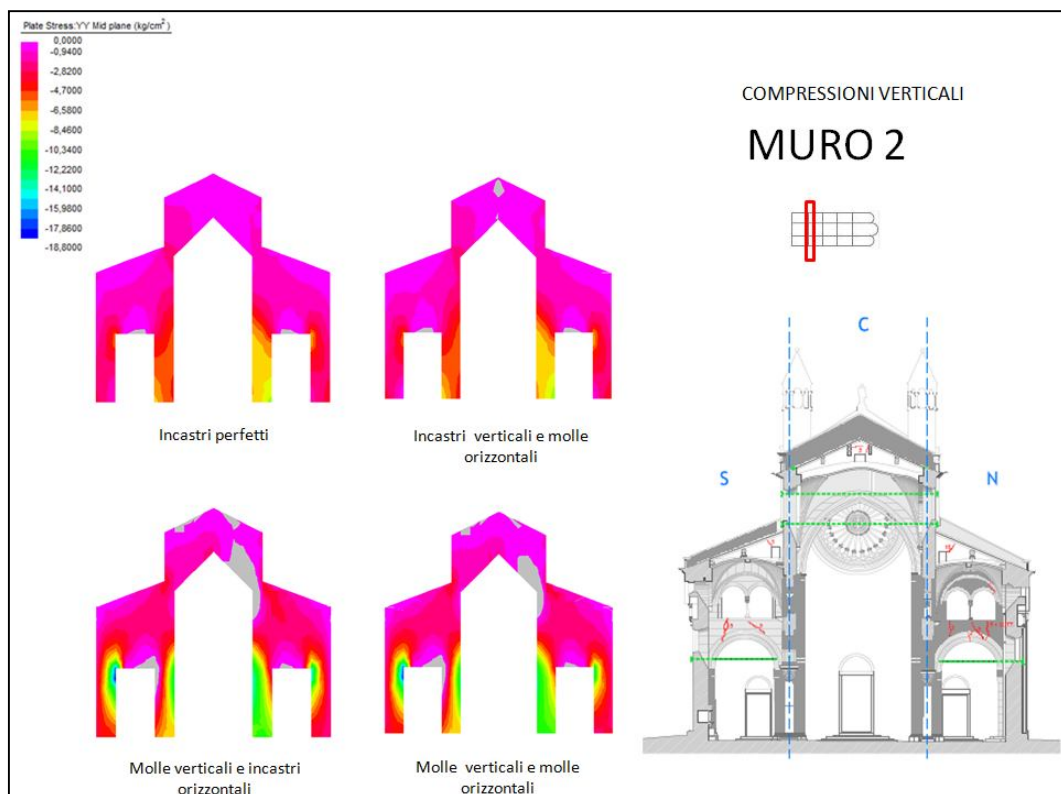 Plate Stress:YY Mid plane (kg/cm²)
0,0000
-0,9400
-2,8200
-4,7000
-6,5800
-8,4600
-10,3400
-12,2200
-14,1000
-15,9800
-17,8600
-18,8000
COMPRESSIONI VERTICALI
MURO 2
Incastri perfetti
Incastri verticali e molle
orizzontali
Molle verticali e incastri
orizzontali
Molle verticali e molle
orizzontali
C
S
N